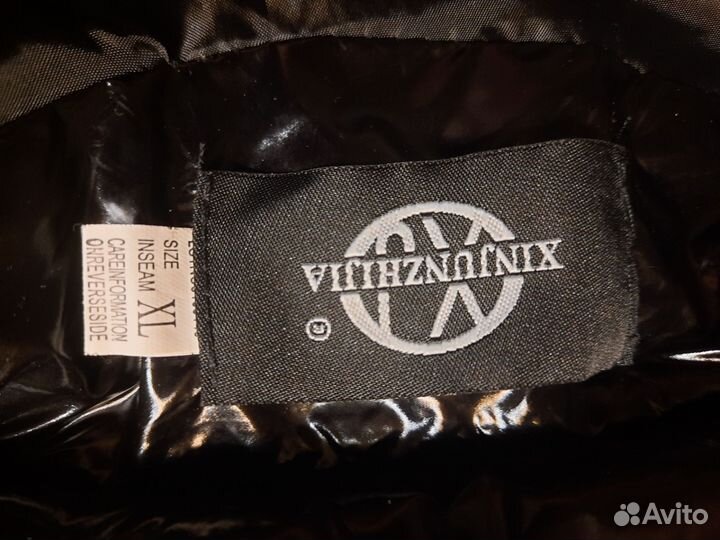 XINJUNZHIJIA
®
SIZE
INSEAM XL
CAREINFORMATION
ONREVERSESIDE
Avito